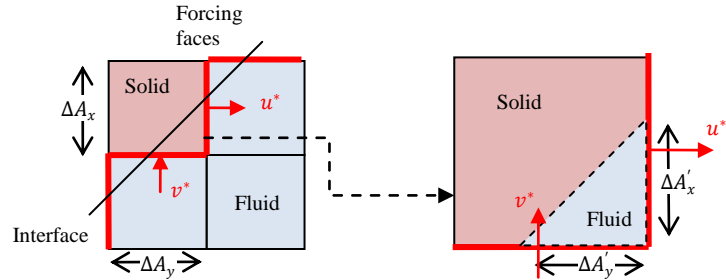 Forcing
faces
Solid
ΔA_x
u*
v*
Fluid
Interface
ΔA_y
Solid
u*
ΔA'_x
v*
Fluid
ΔA'_y